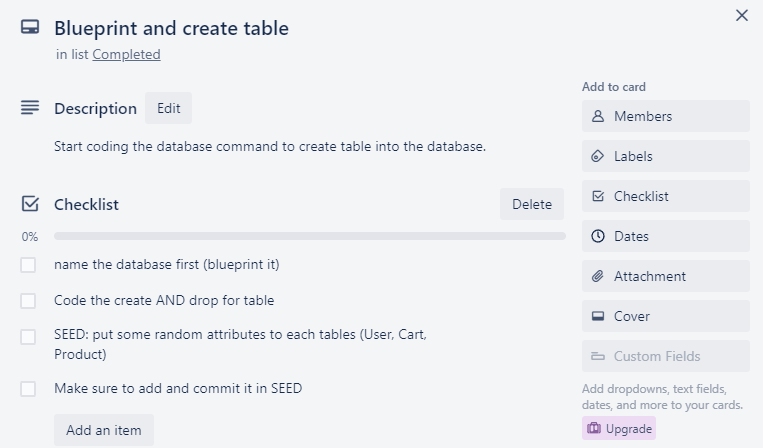 Blueprint and create table
in list Completed
Description
Edit
Start coding the database command to create table into the database.
Checklist
Delete
0%
name the database first (blueprint it)
Code the create AND drop for table
SEED: put some random attributes to each tables (User, Cart,
Product)
Make sure to add and commit it in SEED
Add an item
Add to card
Members
Labels
Checklist
Dates
Attachment
Cover
Custom Fields
Add dropdowns, text fields,
dates, and more to your cards.
Upgrade